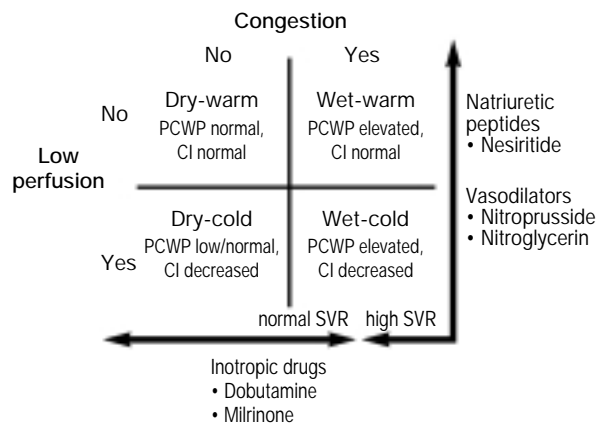 Congestion
No
Yes
No
Dry-warm
PCWP normal,
CI normal
Wet-warm
PCWP elevated,
CI normal
Low
perfusion
Yes
Dry-cold
PCWP low/normal,
CI decreased
Wet-cold
PCWP elevated,
CI decreased
normal SVR
high SVR
Inotropic drugs
• Dobutamine
• Milrinone
Natriuretic
peptides
• Nesiritide
Vasodilators
• Nitroprusside
• Nitroglycerin